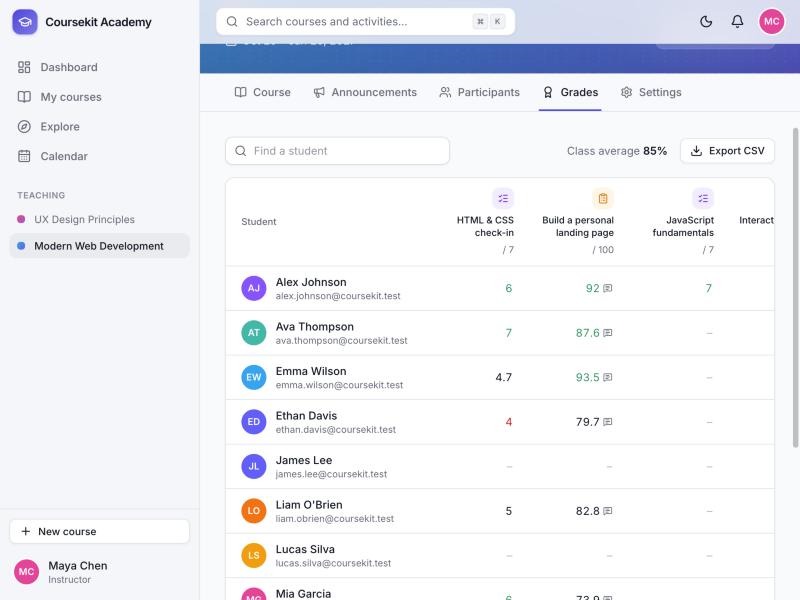 Coursekit Academy
Search courses and activities...
⌘ K
MC
Dashboard
My courses
Explore
Calendar
TEACHING
UX Design Principles
Modern Web Development
New course
MC
Maya Chen
Instructor
Course
Announcements
Participants
Grades
Settings
Find a student
Class average 85%
Export CSV
Student
HTML & CSS check-in
/ 7
Build a personal landing page
/ 100
JavaScript fundamentals
/ 7
Interact
AJ Alex Johnson 6 92 7
alex.johnson@coursekit.test
AT Ava Thompson 7 87.6 –
ava.thompson@coursekit.test
EW Emma Wilson 4.7 93.5 –
emma.wilson@coursekit.test
ED Ethan Davis 4 79.7 –
ethan.davis@coursekit.test
JL James Lee – – –
james.lee@coursekit.test
LO Liam O'Brien 5 82.8 –
liam.obrien@coursekit.test
LS Lucas Silva – – –
lucas.silva@coursekit.test
MC Mia Garcia 6 73.9